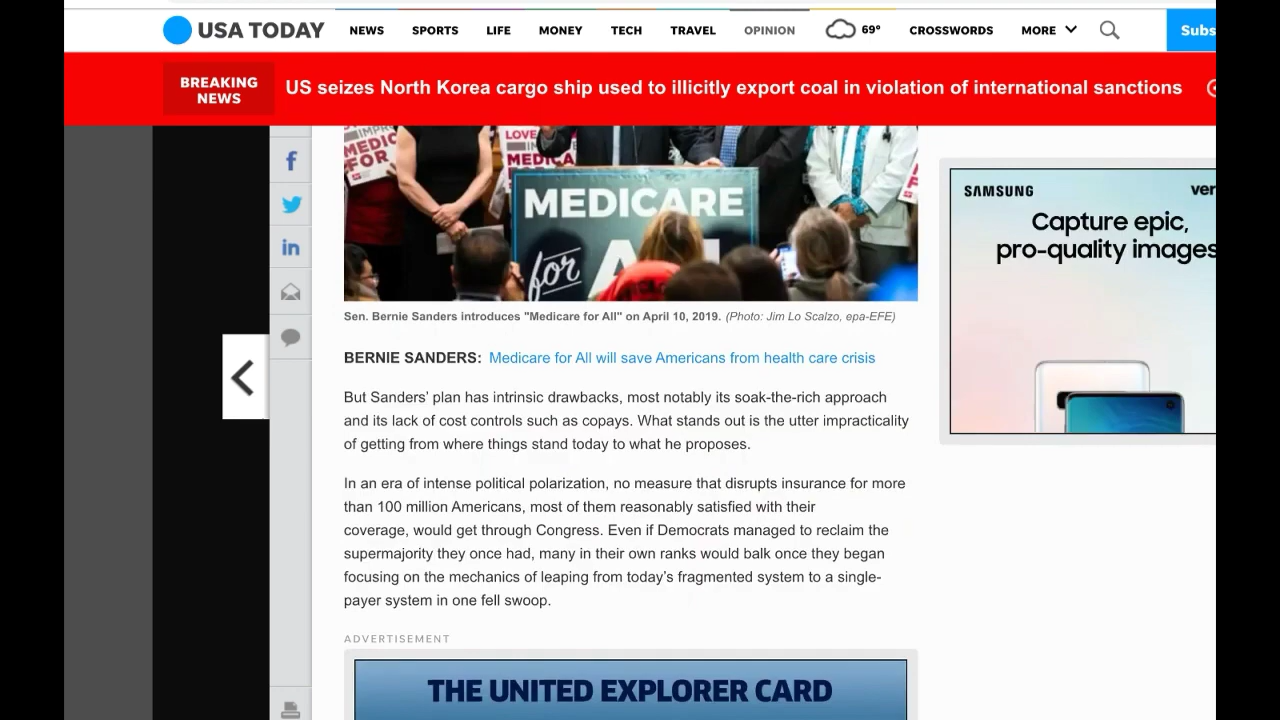 USA TODAY NEWS SPORTS LIFE MONEY TECH TRAVEL OPINION 69° CROSSWORDS MORE Subs
BREAKING
NEWS
US seizes North Korea cargo ship used to illicitly export coal in violation of international sanctions
MEDIC
FOR
LOVE
MEDIC
MEDICARE
for
Sen. Bernie Sanders introduces "Medicare for All" on April 10, 2019. (Photo: Jim Lo Scalzo, epa-EFE)
BERNIE SANDERS: Medicare for All will save Americans from health care crisis
But Sanders’ plan has intrinsic drawbacks, most notably its soak-the-rich approach
and its lack of cost controls such as copays. What stands out is the utter impracticality
of getting from where things stand today to what he proposes.
In an era of intense political polarization, no measure that disrupts insurance for more
than 100 million Americans, most of them reasonably satisfied with their
coverage, would get through Congress. Even if Democrats managed to reclaim the
supermajority they once had, many in their own ranks would balk once they began
focusing on the mechanics of leaping from today’s fragmented system to a single-
payer system in one fell swoop.
ADVERTISEMENT
THE UNITED EXPLORER CARD
SAMSUNG ver
Capture epic,
pro-quality images